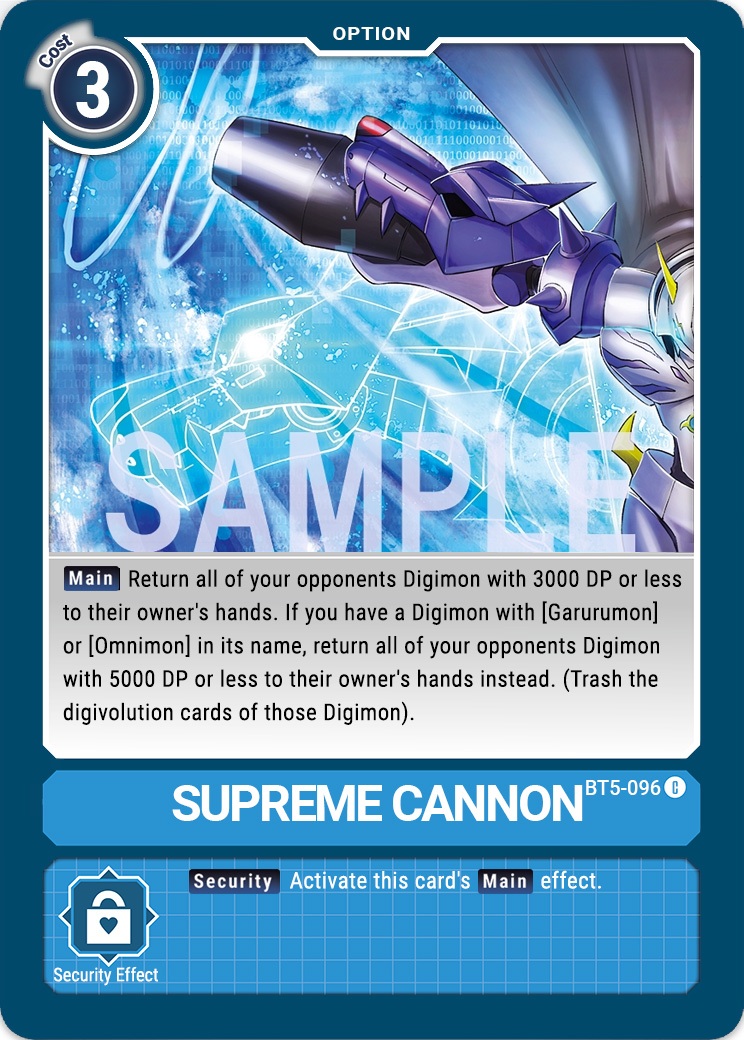 OPTION
Cost
3
SAMPLE
Main Return all of your opponents Digimon with 3000 DP or less
to their owner's hands. If you have a Digimon with [Garurumon]
or [Omnimon] in its name, return all of your opponents Digimon
with 5000 DP or less to their owner's hands instead. (Trash the
digivolution cards of those Digimon).
SUPREME CANNON BT5-096 C
Security Activate this card's Main effect.
Security Effect